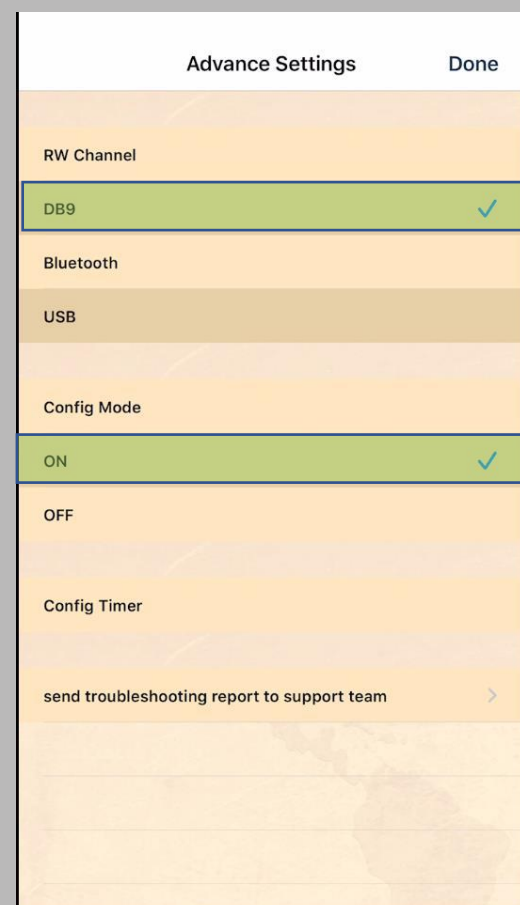 Advance Settings
Done
RW Channel
DB9
Bluetooth
USB
Config Mode
ON
OFF
Config Timer
send troubleshooting report to support team